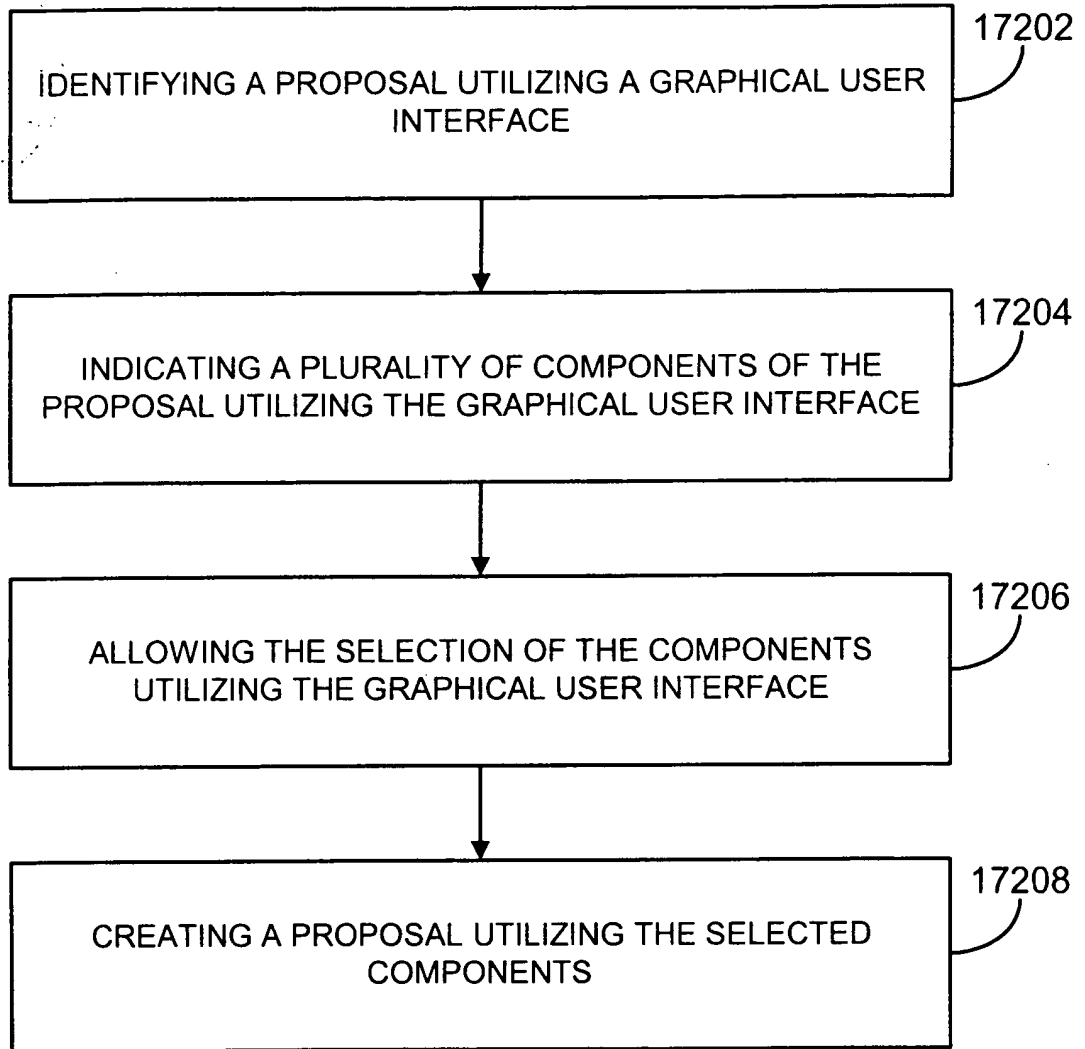 17202
IDENTIFYING A PROPOSAL UTILIZING A GRAPHICAL USER
INTERFACE
17204
INDICATING A PLURALITY OF COMPONENTS OF THE
PROPOSAL UTILIZING THE GRAPHICAL USER INTERFACE
17206
ALLOWING THE SELECTION OF THE COMPONENTS
UTILIZING THE GRAPHICAL USER INTERFACE
17208
CREATING A PROPOSAL UTILIZING THE SELECTED
COMPONENTS